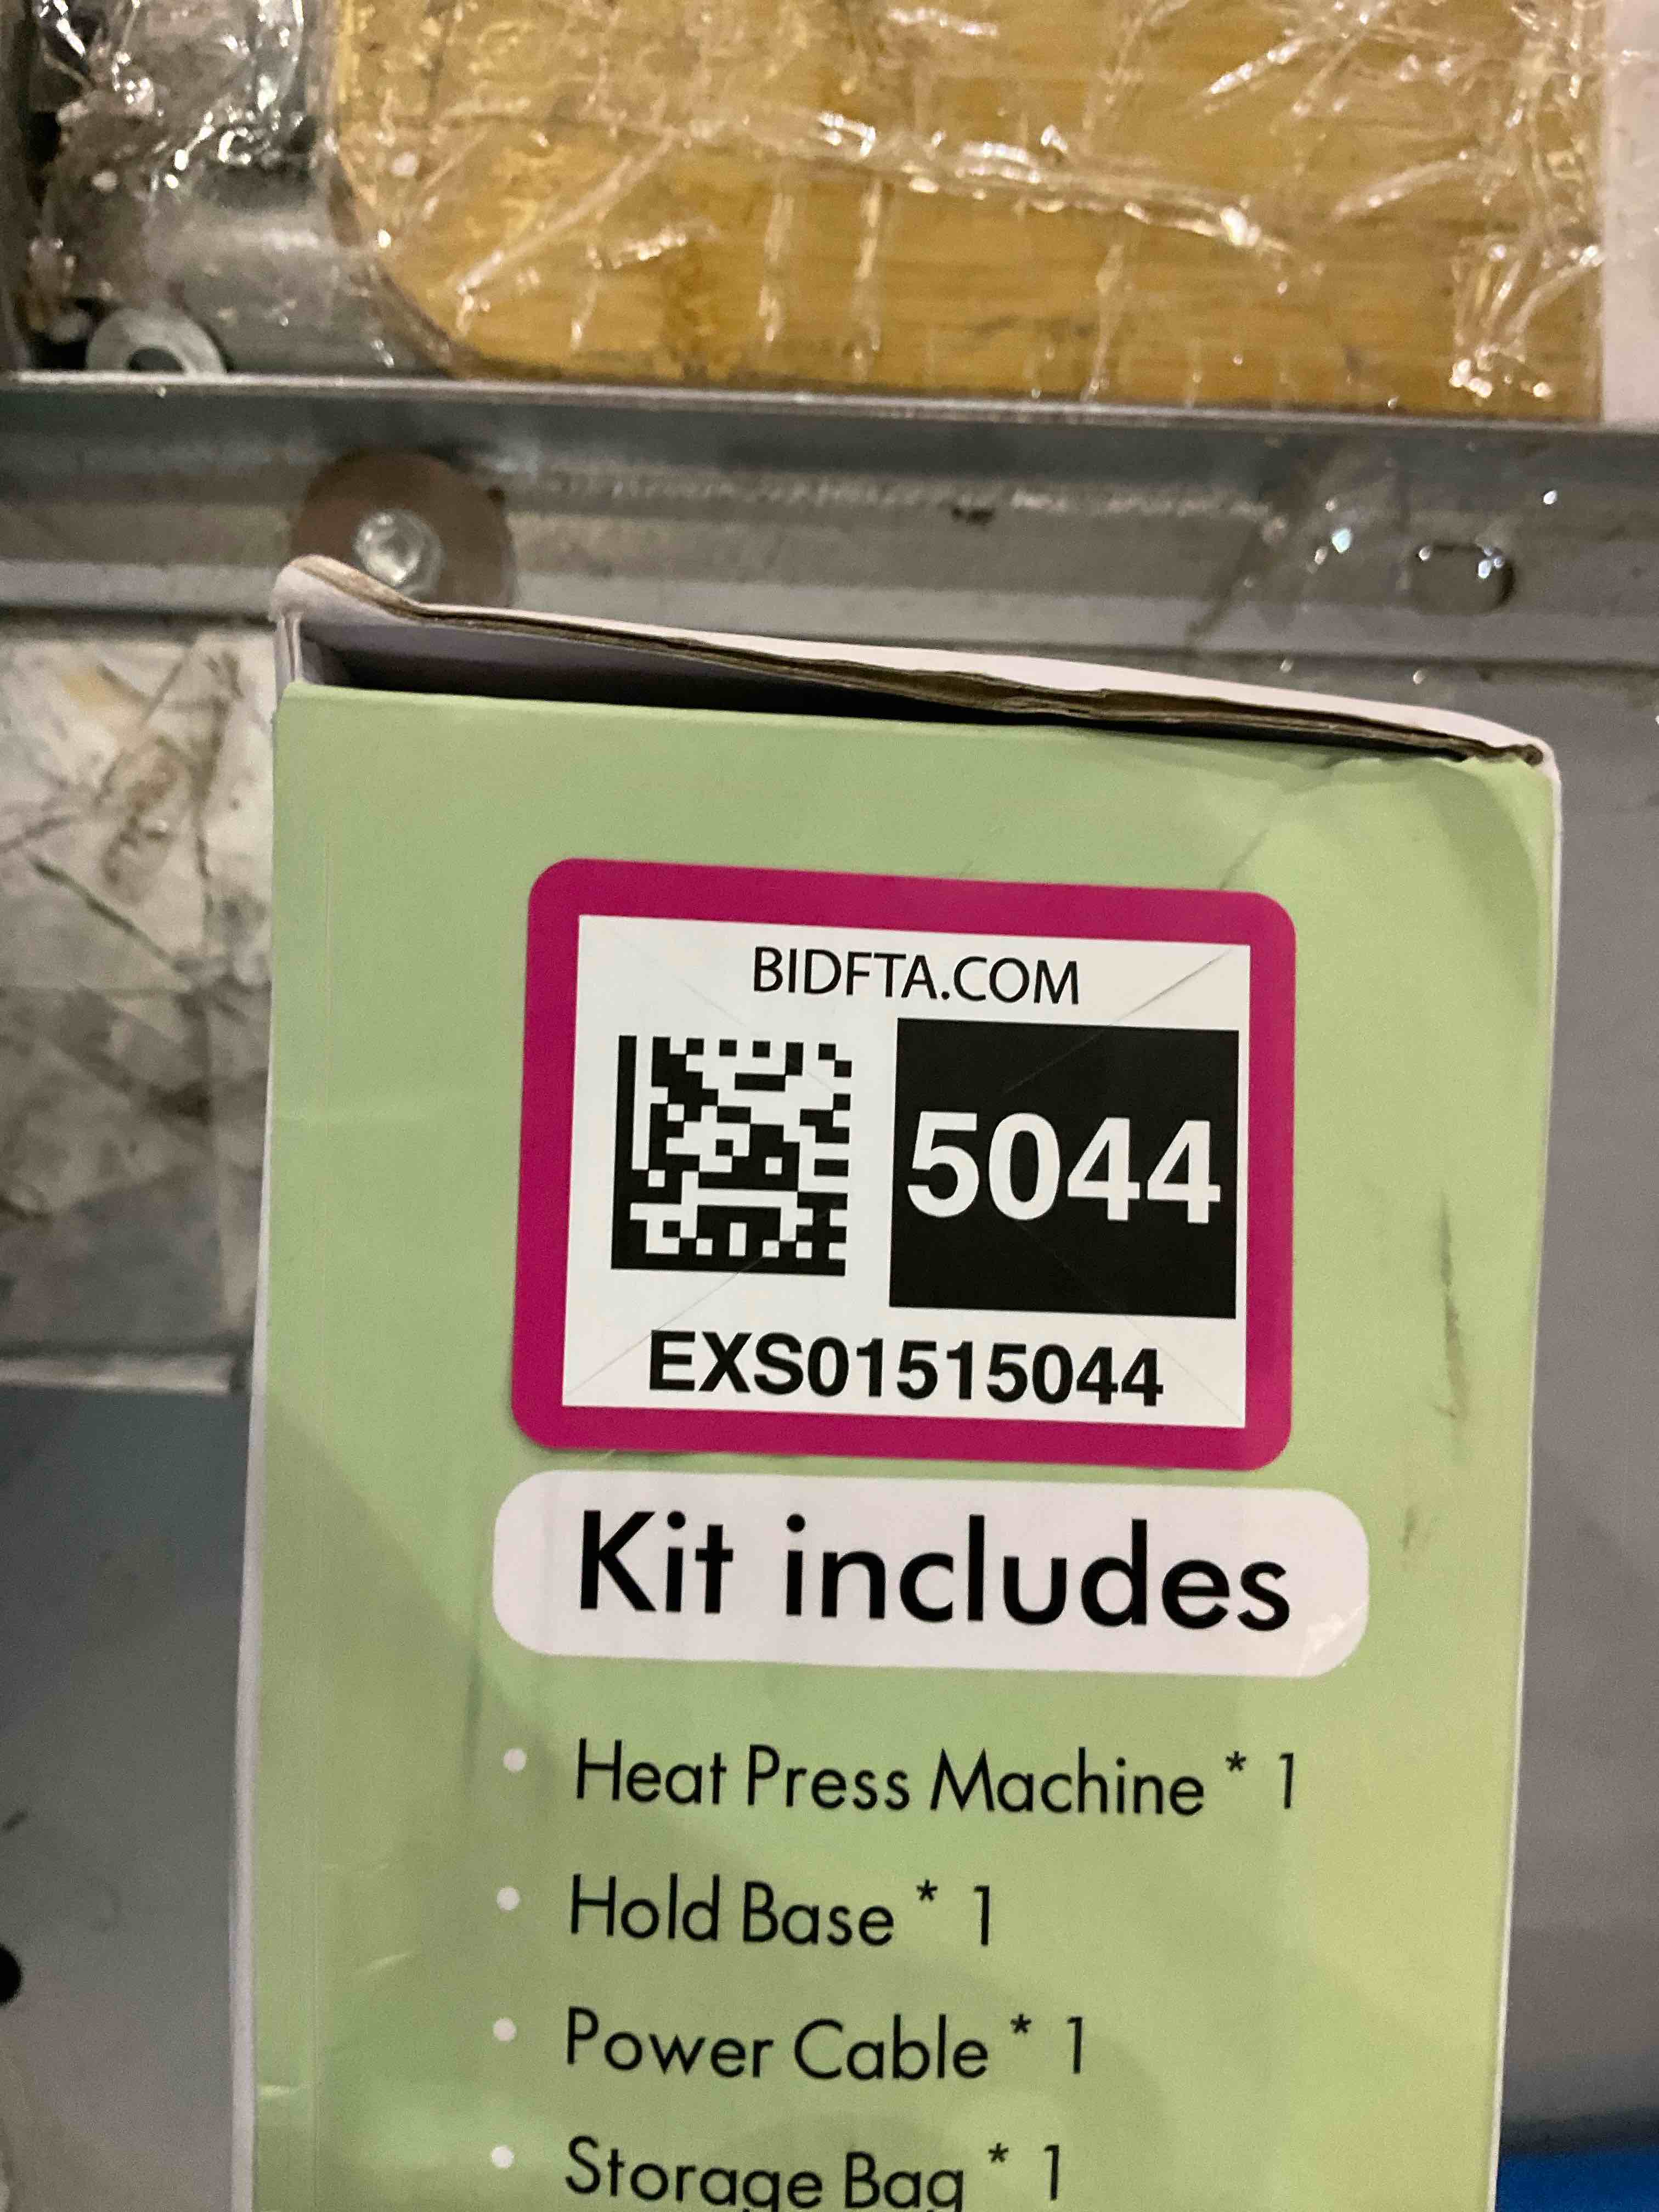 BIDFTA.COM
5044
EXS01515044
Kit includes
• Heat Press Machine * 1
• Hold Base * 1
• Power Cable * 1
• Storage Bag * 1